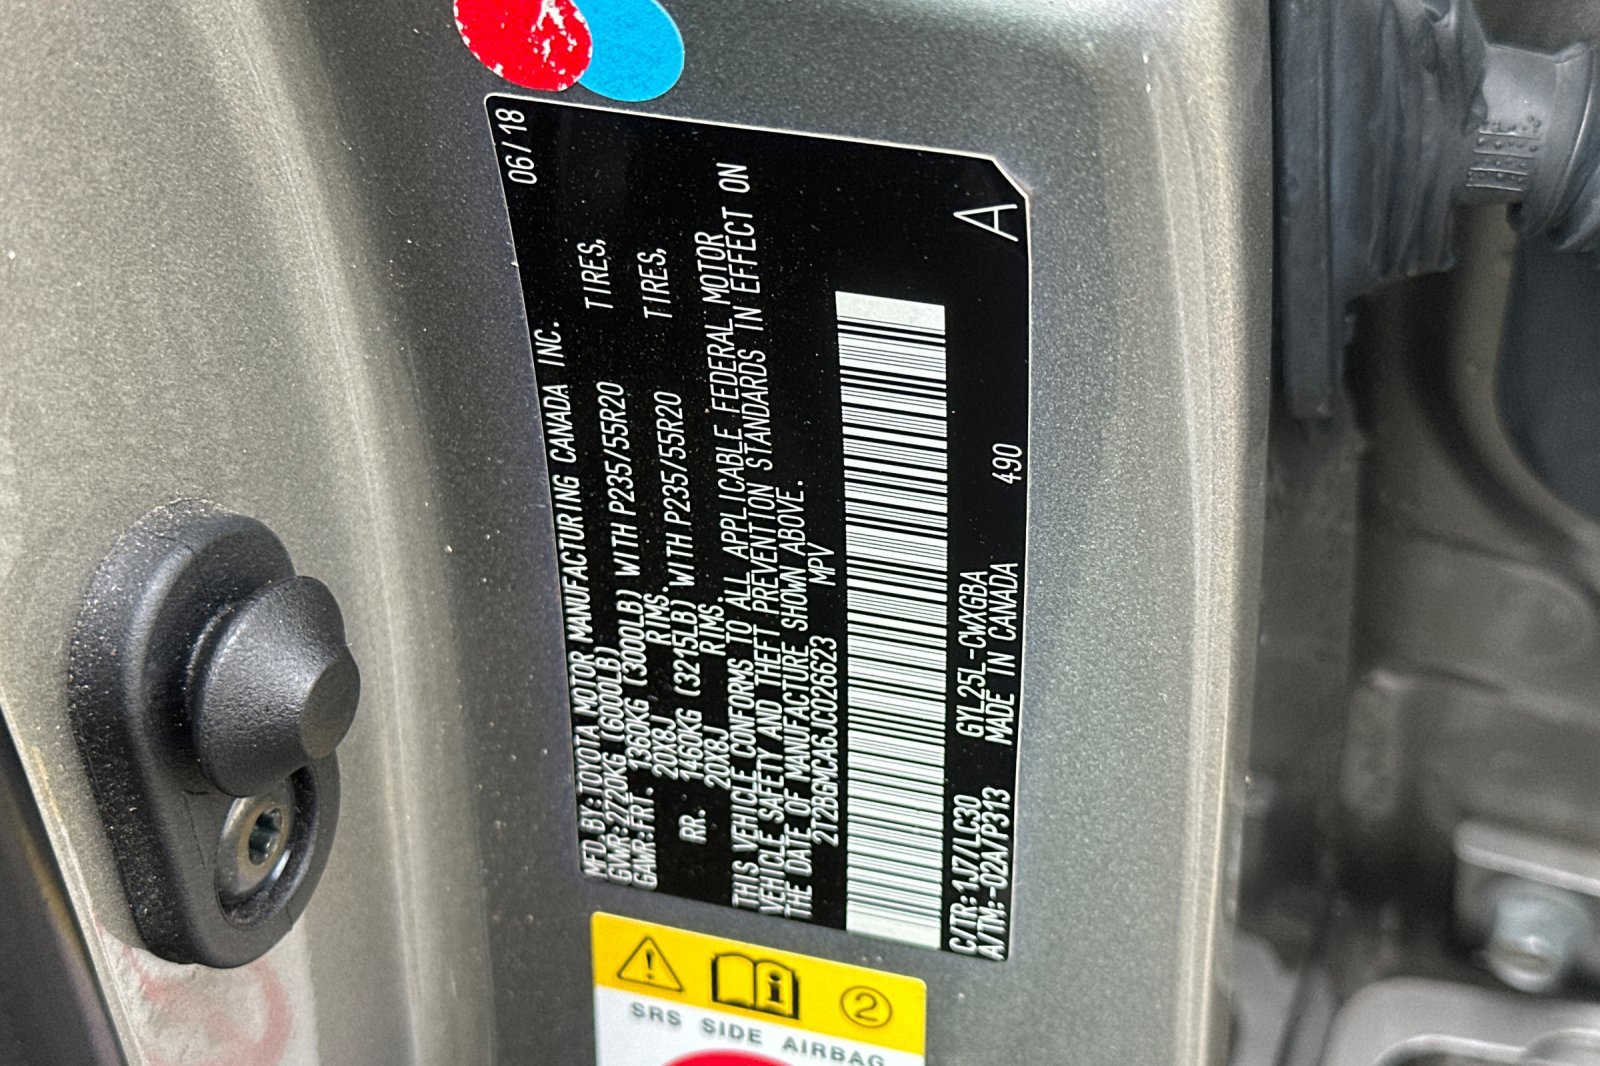 06/18
MFD. BY:TOYOTA MOTOR MANUFACTURING CANADA INC.
GVWR:2720KG (6000LB)
GAWR:FRT. 1360KG (3000LB) WITH P235/55R20 TIRES,
20X8J RIMS.
RR. 1460KG (3215LB) WITH P235/55R20 TIRES,
20X8J RIMS.
THIS VEHICLE CONFORMS TO ALL APPLICABLE FEDERAL MOTOR
VEHICLE SAFETY AND THEFT PREVENTION STANDARDS IN EFFECT ON
THE DATE OF MANUFACTURE SHOWN ABOVE.
2T2BGMCA6JC026623 MPV
C/TR:1J7/LC30 GYL25L-CWXGBA
A/TM:-02A/P313 MADE IN CANADA 490 A
2
SRS SIDE AIRBAG